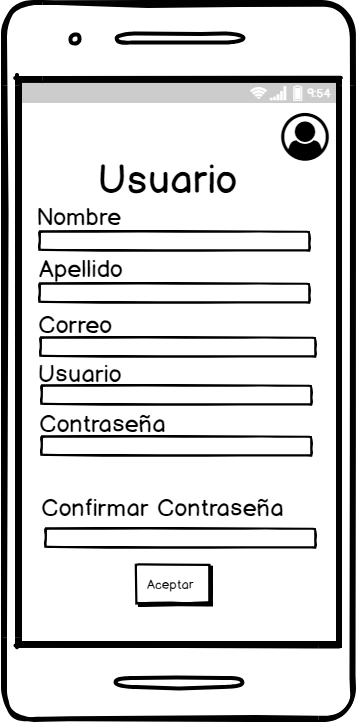 9:54
Usuario
Nombre
Apellido
Correo
Usuario
Contraseña
Confirmar Contraseña
Aceptar